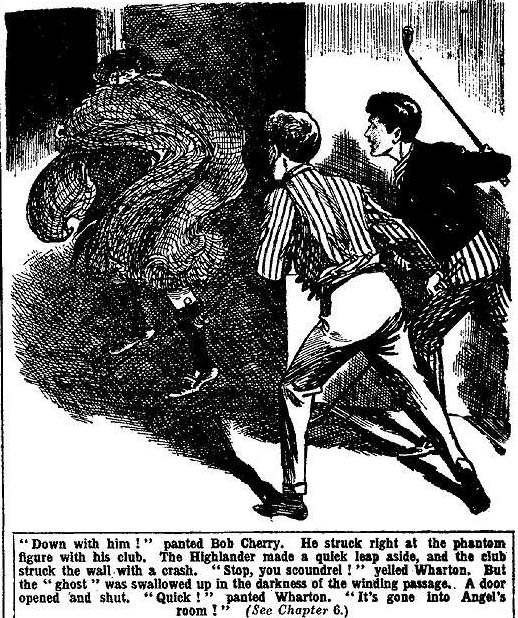 "Down with him !" panted Bob Cherry. He struck right at the phantom
figure with his club. The Highlander made a quick leap aside, and the club
struck the wall with a crash. "Stop, you scoundrel !" yelled Wharton. But
the "ghost" was swallowed up in the darkness of the winding passage. A door
opened and shut. "Quick !" panted Wharton. "It's gone into Angel's
room !" (See Chapter 6.)